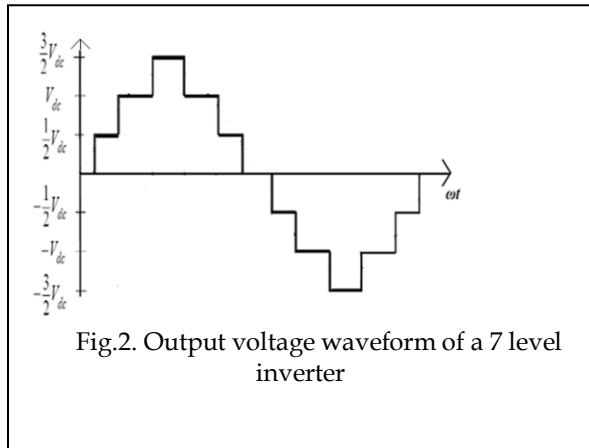 3/2 V_dc
V_dc
1/2 V_dc
-1/2 V_dc
-V_dc
-3/2 V_dc
ωt
Fig.2. Output voltage waveform of a 7 level
inverter